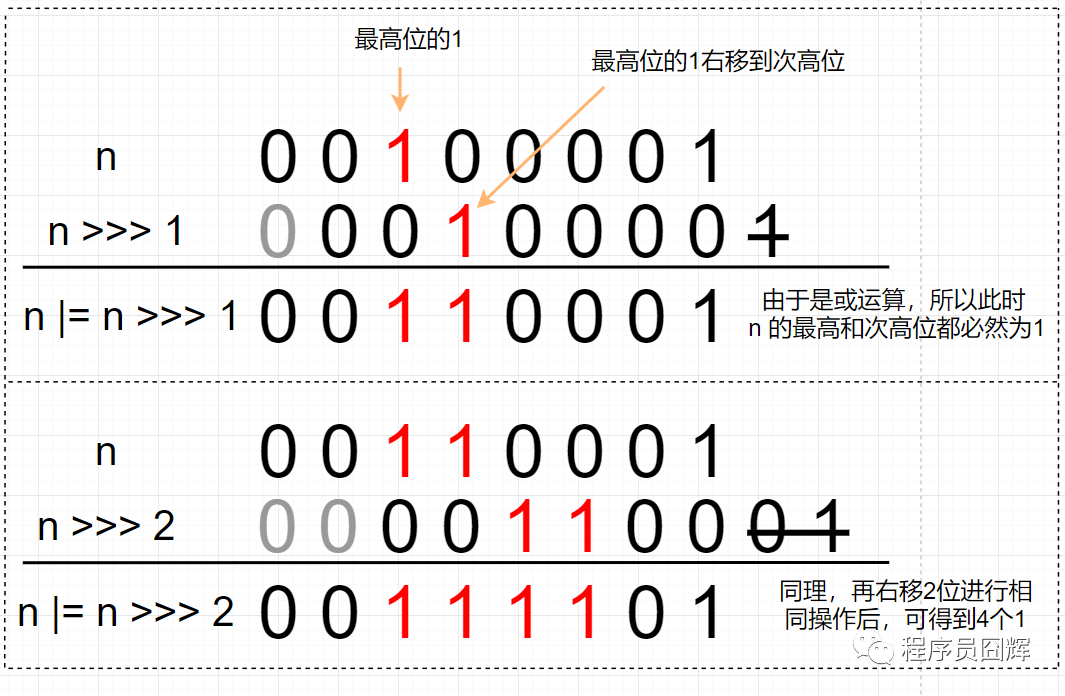 最高位的1
最高位的1右移到次高位
n 0 0 1 0 0 0 0 1
n >>> 1 0 0 0 1 0 0 0 0 1
n |= n >>> 1 0 0 1 1 0 0 0 1
由于是或运算，所以此时
n 的最高和次高位都必然为1
n 0 0 1 1 0 0 0 1
n >>> 2 0 0 0 0 1 1 0 0 0 1
n |= n >>> 2 0 0 1 1 1 1 0 1
同理，再右移2位进行相
同操作后，可得到4个1
程序员囧辉